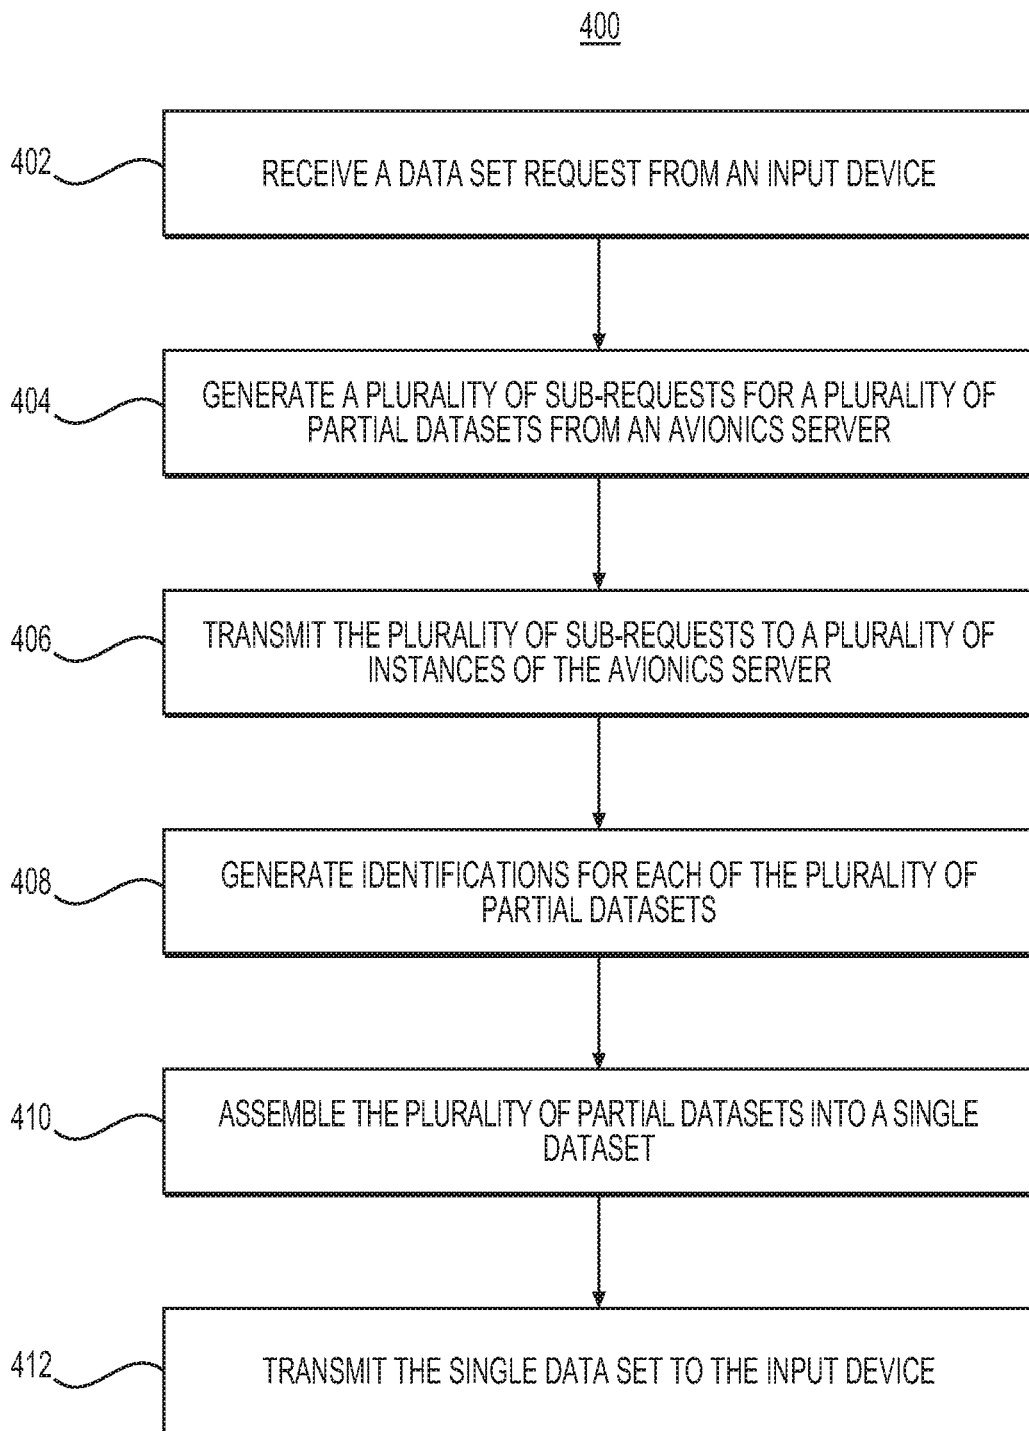 400
402
RECEIVE A DATA SET REQUEST FROM AN INPUT DEVICE
404
GENERATE A PLURALITY OF SUB-REQUESTS FOR A PLURALITY OF
PARTIAL DATASETS FROM AN AVIONICS SERVER
406
TRANSMIT THE PLURALITY OF SUB-REQUESTS TO A PLURALITY OF
INSTANCES OF THE AVIONICS SERVER
408
GENERATE IDENTIFICATIONS FOR EACH OF THE PLURALITY OF
PARTIAL DATASETS
410
ASSEMBLE THE PLURALITY OF PARTIAL DATASETS INTO A SINGLE
DATASET
412
TRANSMIT THE SINGLE DATA SET TO THE INPUT DEVICE